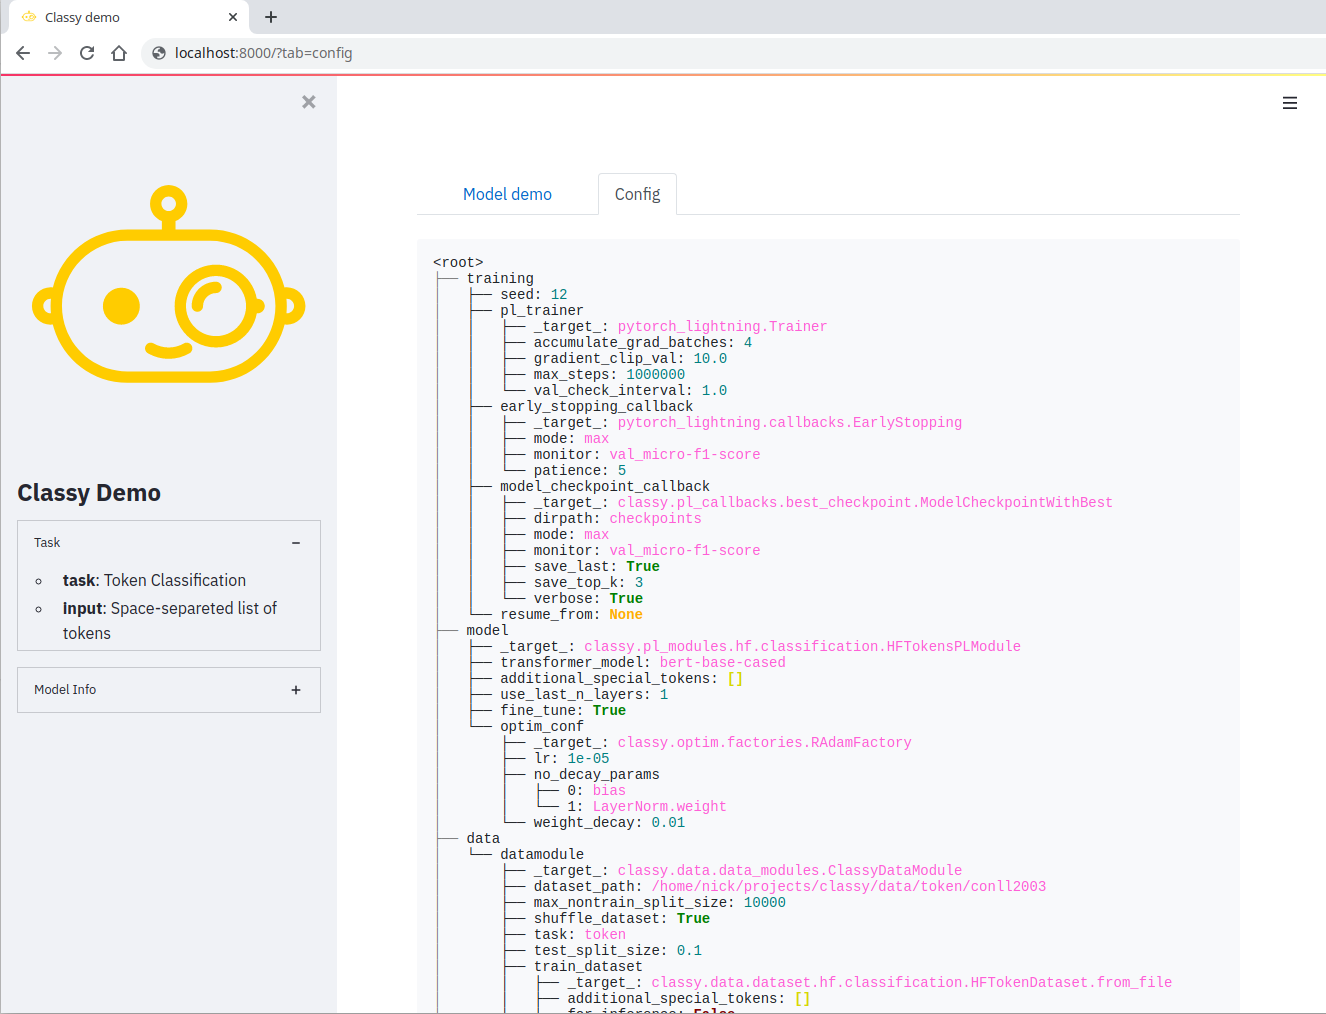 Classy demo
localhost:8000/?tab=config
Classy Demo
Task
task: Token Classification
input: Space-separeted list of
tokens
Model Info
Model demo
Config
<root>
├── training
│   ├── seed: 12
│   ├── pl_trainer
│   │   ├── _target_: pytorch_lightning.Trainer
│   │   ├── accumulate_grad_batches: 4
│   │   ├── gradient_clip_val: 10.0
│   │   ├── max_steps: 1000000
│   │   └── val_check_interval: 1.0
│   ├── early_stopping_callback
│   │   ├── _target_: pytorch_lightning.callbacks.EarlyStopping
│   │   ├── mode: max
│   │   ├── monitor: val_micro-f1-score
│   │   └── patience: 5
│   ├── model_checkpoint_callback
│   │   ├── _target_: classy.pl_callbacks.best_checkpoint.ModelCheckpointWithBest
│   │   ├── dirpath: checkpoints
│   │   ├── mode: max
│   │   ├── monitor: val_micro-f1-score
│   │   ├── save_last: True
│   │   ├── save_top_k: 3
│   │   └── verbose: True
│   └── resume_from: None
├── model
│   ├── _target_: classy.pl_modules.hf.classification.HFTokensPLModule
│   ├── transformer_model: bert-base-cased
│   ├── additional_special_tokens: []
│   ├── use_last_n_layers: 1
│   ├── fine_tune: True
│   └── optim_conf
│       ├── _target_: classy.optim.factories.RAdamFactory
│       ├── lr: 1e-05
│       ├── no_decay_params
│       │   ├── 0: bias
│       │   └── 1: LayerNorm.weight
│       └── weight_decay: 0.01
├── data
│   └── datamodule
│       ├── _target_: classy.data.data_modules.ClassyDataModule
│       ├── dataset_path: /home/nick/projects/classy/data/token/conll2003
│       ├── max_nontrain_split_size: 10000
│       ├── shuffle_dataset: True
│       ├── task: token
│       ├── test_split_size: 0.1
│       ├── train_dataset
│       │   ├── _target_: classy.data.dataset.hf.classification.HFTokenDataset.from_file
│       │   ├── additional_special_tokens: []
│       │   ├── for_inference: False